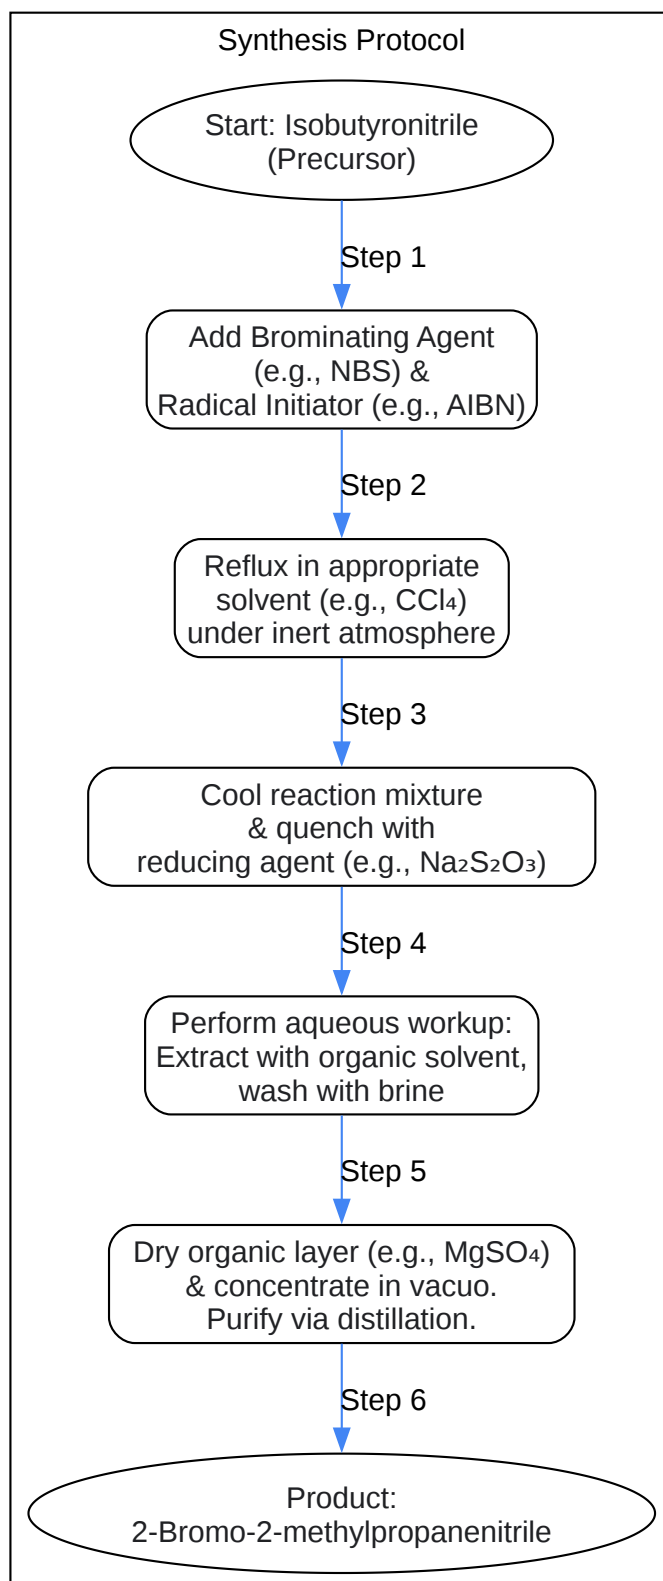 Synthesis Protocol
Start: Isobutyronitrile
(Precursor)
Step 1
Add Brominating Agent
(e.g., NBS) &
Radical Initiator (e.g., AIBN)
Step 2
Reflux in appropriate
solvent (e.g., CCl₄)
under inert atmosphere
Step 3
Cool reaction mixture
& quench with
reducing agent (e.g., Na₂S₂O₃)
Step 4
Perform aqueous workup:
Extract with organic solvent,
wash with brine
Step 5
Dry organic layer (e.g., MgSO₄)
& concentrate in vacuo.
Purify via distillation.
Step 6
Product:
2-Bromo-2-methylpropanenitrile